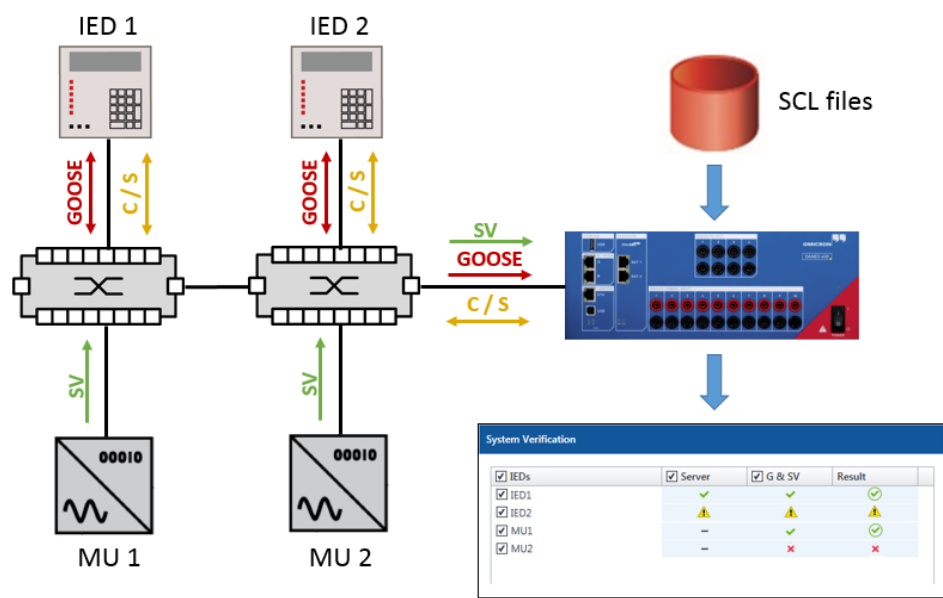 IED 1
IED 2
SCL files
GOOSE
C / S
GOOSE
C / S
SV
GOOSE
C / S
OMICRON
SV
SV
00010
00010
MU 1
MU 2
System Verification
IEDs Server G & SV Result
IED1
IED2
MU1
MU2